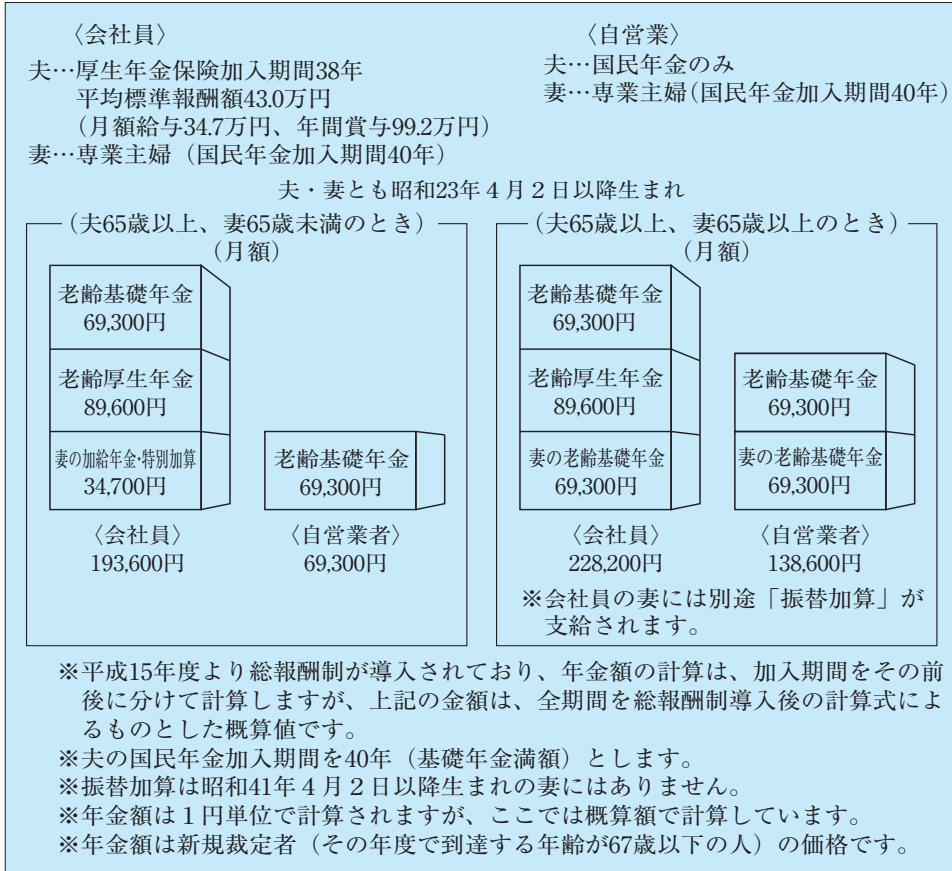 〈会社員〉
夫…厚生年金保険加入期間38年
平均標準報酬額43.0万円
（月額給与34.7万円、年間賞与99.2万円）
妻…専業主婦（国民年金加入期間40年）
〈自営業〉
夫…国民年金のみ
妻…専業主婦（国民年金加入期間40年）
夫・妻とも昭和23年４月２日以降生まれ
（夫65歳以上、妻65歳未満のとき）
（月額）
老齢基礎年金
69,300円
老齢厚生年金
89,600円
妻の加給年金・特別加算
34,700円
〈会社員〉
193,600円
老齢基礎年金
69,300円
〈自営業者〉
69,300円
（夫65歳以上、妻65歳以上のとき）
（月額）
老齢基礎年金
69,300円
老齢厚生年金
89,600円
妻の老齢基礎年金
69,300円
〈会社員〉
228,200円
老齢基礎年金
69,300円
妻の老齢基礎年金
69,300円
〈自営業者〉
138,600円
※会社員の妻には別途「振替加算」が
支給されます。
※平成15年度より総報酬制が導入されており、年金額の計算は、加入期間をその前
後に分けて計算しますが、上記の金額は、全期間を総報酬制導入後の計算式によ
るものとした概算値です。
※夫の国民年金加入期間を40年（基礎年金満額）とします。
※振替加算は昭和41年４月２日以降生まれの妻にはありません。
※年金額は１円単位で計算されますが、ここでは概算額で計算しています。
※年金額は新規裁定者（その年度で到達する年齢が67歳以下の人）の価格です。